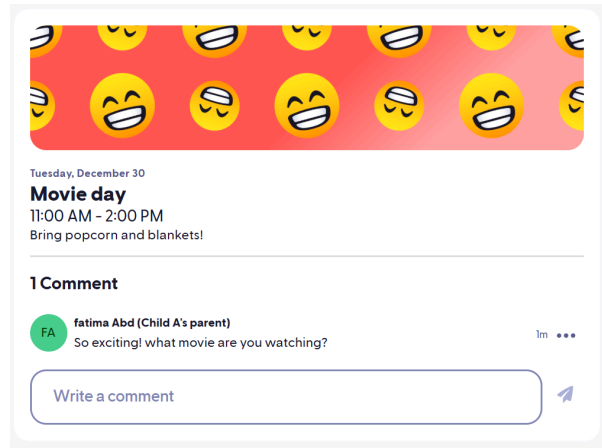 Tuesday, December 30
Movie day
11:00 AM - 2:00 PM
Bring popcorn and blankets!
1 Comment
FA
fatima Abd (Child A's parent)
So exciting! what movie are you watching?
1m
Write a comment